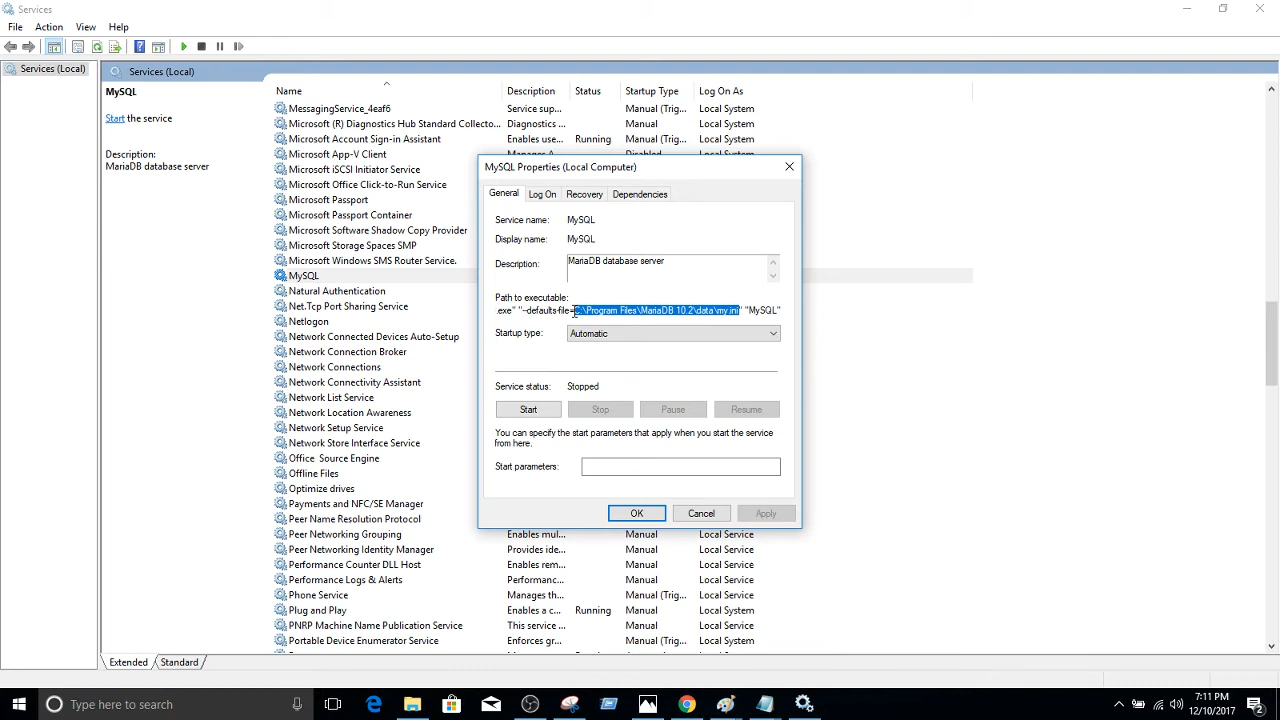 Services
File Action View Help
Services (Local)
Services (Local)
MySQL
Start the service
Description:
MariaDB database server
Name Description Status Startup Type Log On As
MessagingService_4eaf6 Service sup... Manual (Trig... Local System
Microsoft (R) Diagnostics Hub Standard Collecto... Diagnostics ... Manual Local System
Microsoft Account Sign-in Assistant Enables use... Running Manual (Trig... Local System
Microsoft App-V Client Manages A... Disabled Local System
Microsoft iSCSI Initiator Service
Microsoft Office Click-to-Run Service
Microsoft Passport
Microsoft Passport Container
Microsoft Software Shadow Copy Provider
Microsoft Storage Spaces SMP
Microsoft Windows SMS Router Service.
MySQL
Natural Authentication
Net.Tcp Port Sharing Service
Netlogon
Network Connected Devices Auto-Setup
Network Connection Broker
Network Connections
Network Connectivity Assistant
Network List Service
Network Location Awareness
Network Setup Service
Network Store Interface Service
Office Source Engine
Offline Files
Optimize drives
Payments and NFC/SE Manager
Peer Name Resolution Protocol
Peer Networking Grouping Enables mul... Manual Local Service
Peer Networking Identity Manager Provides ide... Manual Local Service
Performance Counter DLL Host Enables rem... Manual Local Service
Performance Logs & Alerts Performanc... Manual Local Service
Phone Service Manages th... Manual (Trig... Local Service
Plug and Play Enables a c... Running Manual Local System
PNRP Machine Name Publication Service This service ... Manual Local Service
Portable Device Enumerator Service Enforces gr... Manual (Trig... Local System
MySQL Properties (Local Computer)
General Log On Recovery Dependencies
Service name: MySQL
Display name: MySQL
Description: MariaDB database server
Path to executable:
.exe" "--defaults-file=C:\Program Files\MariaDB 10.2\data\my.ini" "MySQL"
Startup type: Automatic
Service status: Stopped
Start Stop Pause Resume
You can specify the start parameters that apply when you start the service
from here.
Start parameters:
OK Cancel Apply
Extended Standard
Type here to search
7:11 PM
12/10/2017